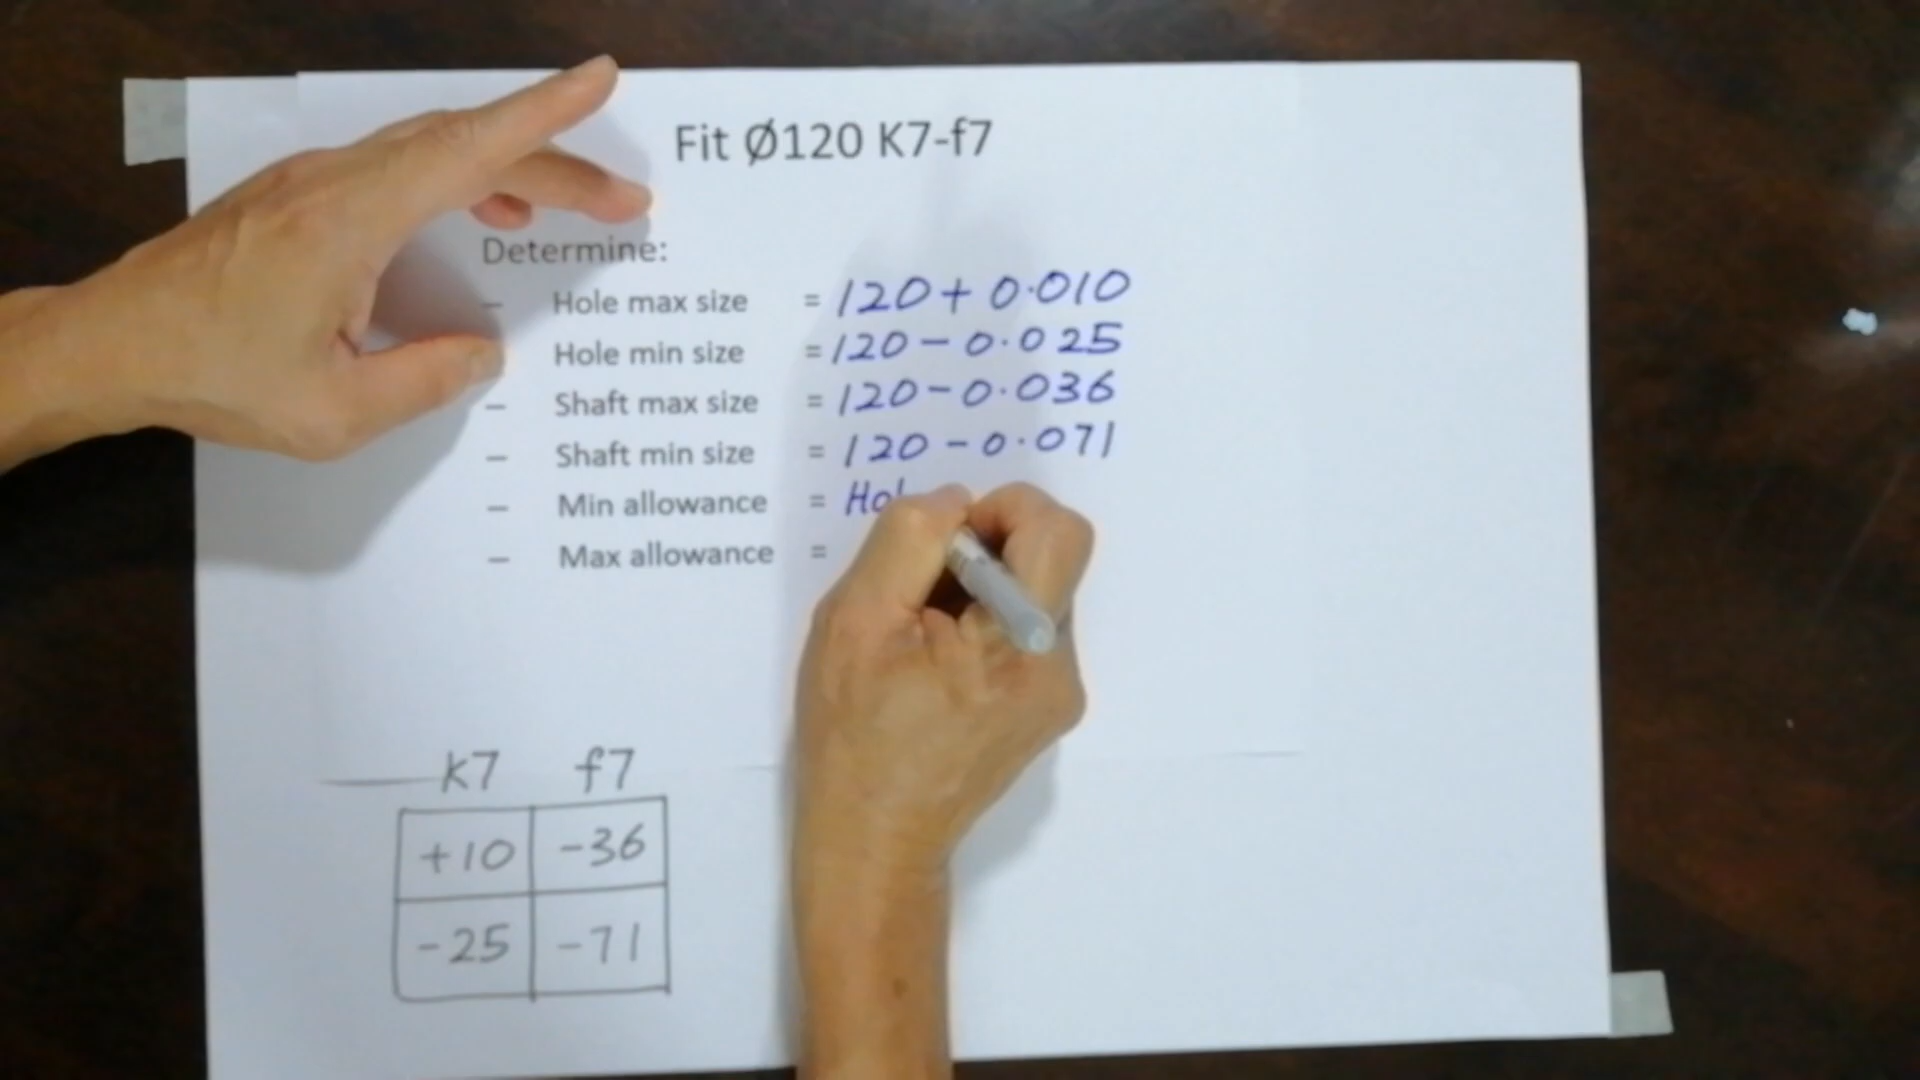 Fit Ø120 K7-f7
Determine:
– Hole max size = 120 + 0.010
Hole min size = 120 - 0.025
– Shaft max size = 120 - 0.036
– Shaft min size = 120 - 0.071
– Min allowance = Hol
– Max allowance =
K7 f7
+10 -36
-25 -71